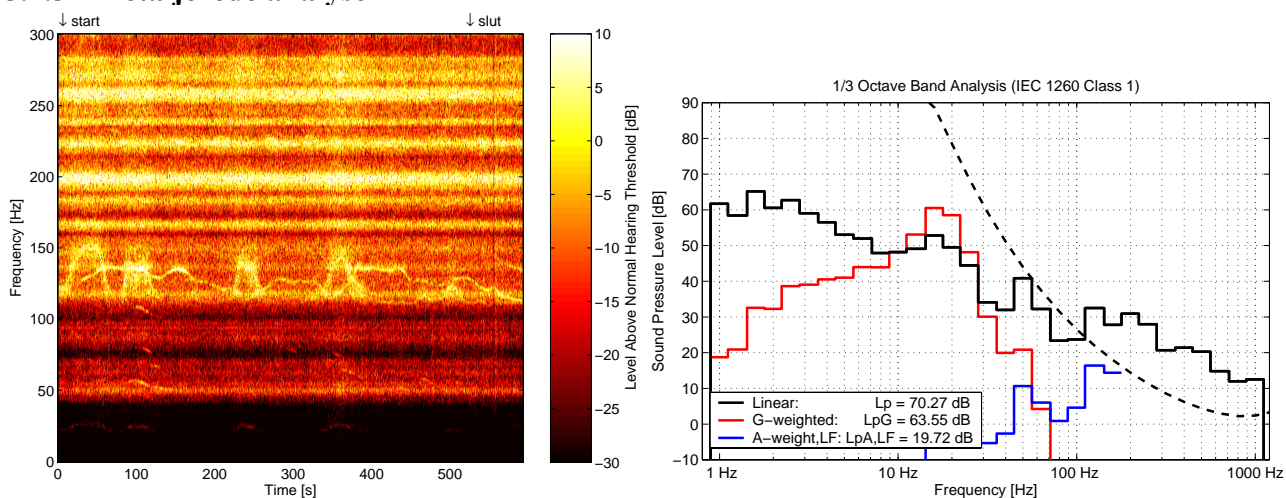 ↓ start
↓ slut
300
250
200
150
100
50
0
Frequency [Hz]
0
100
200
300
400
500
Time [s]
10
5
0
−5
−10
−15
−20
−25
−30
Level Above Normal Hearing Threshold [dB]
1/3 Octave Band Analysis (IEC 1260 Class 1)
90
80
70
60
50
40
30
20
10
0
−10
Sound Pressure Level [dB]
Linear: Lp = 70.27 dB
G−weighted: LpG = 63.55 dB
A−weight,LF: LpA,LF = 19.72 dB
1 Hz
10 Hz
100 Hz
1000 Hz
Frequency [Hz]